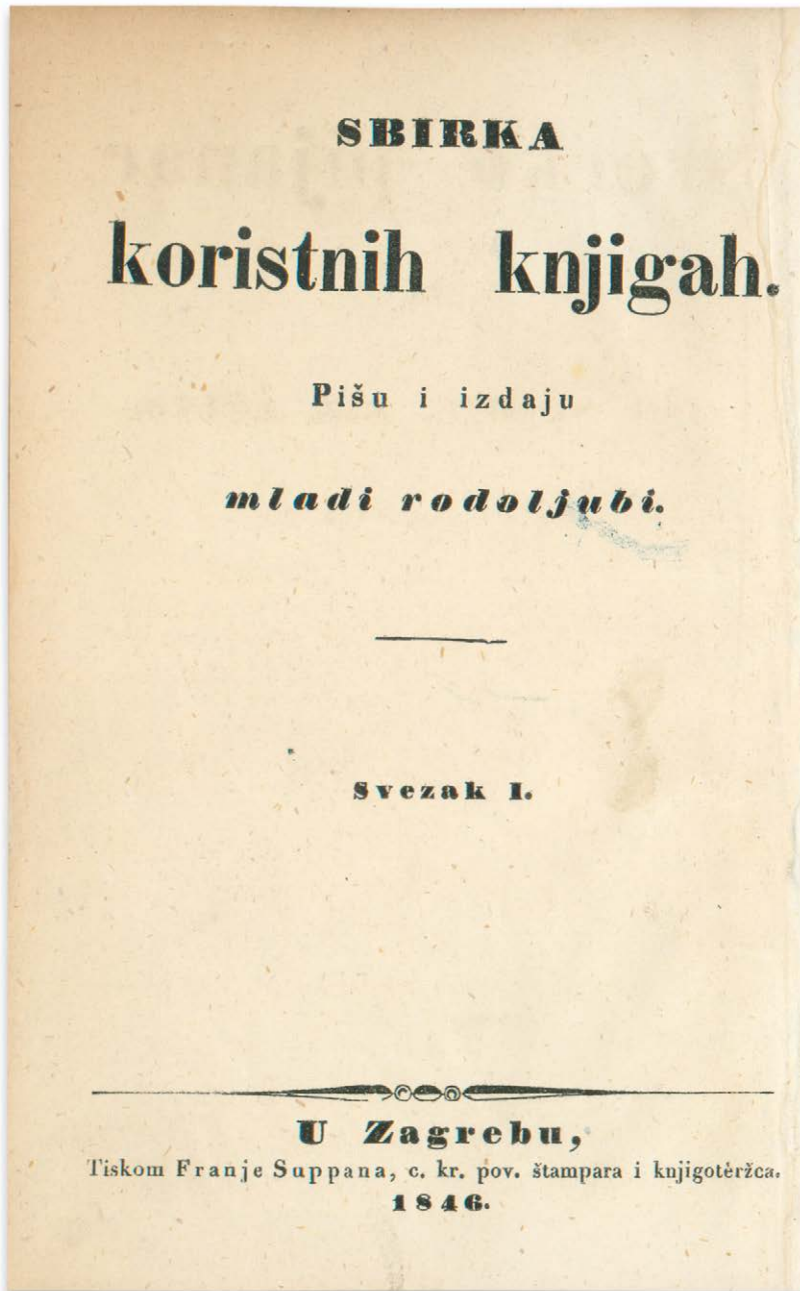 SBIRKA
koristnih knjigah.
Pišu i izdaju
mladi rodoljubi.
Svezak I.
U Zagrebu,
Tiskom Franje Suppana, c. kr. pov. štampara i knjigotèržca.
1846.